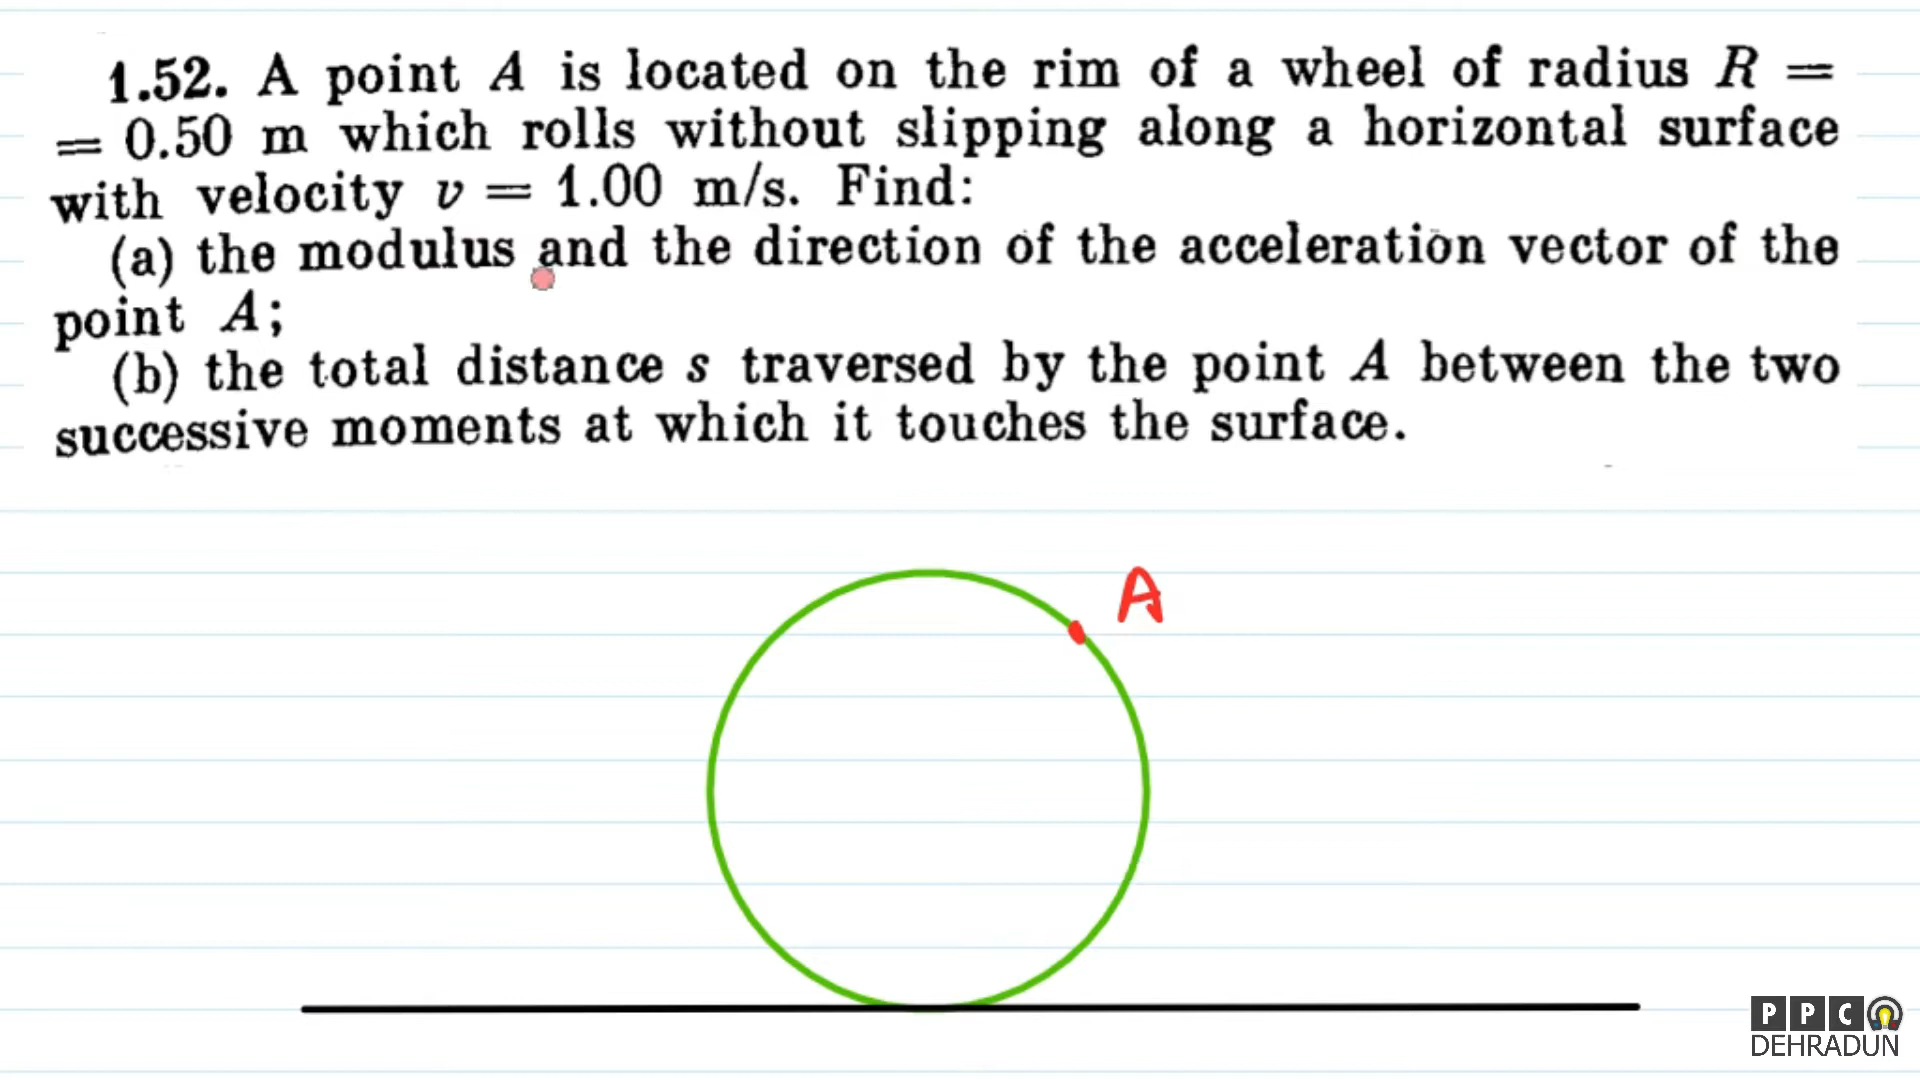 1.52. A point A is located on the rim of a wheel of radius R =
= 0.50 m which rolls without slipping along a horizontal surface
with velocity v = 1.00 m/s. Find:
(a) the modulus and the direction of the acceleration vector of the
point A;
(b) the total distance s traversed by the point A between the two
successive moments at which it touches the surface.
A
PPC
DEHRADUN